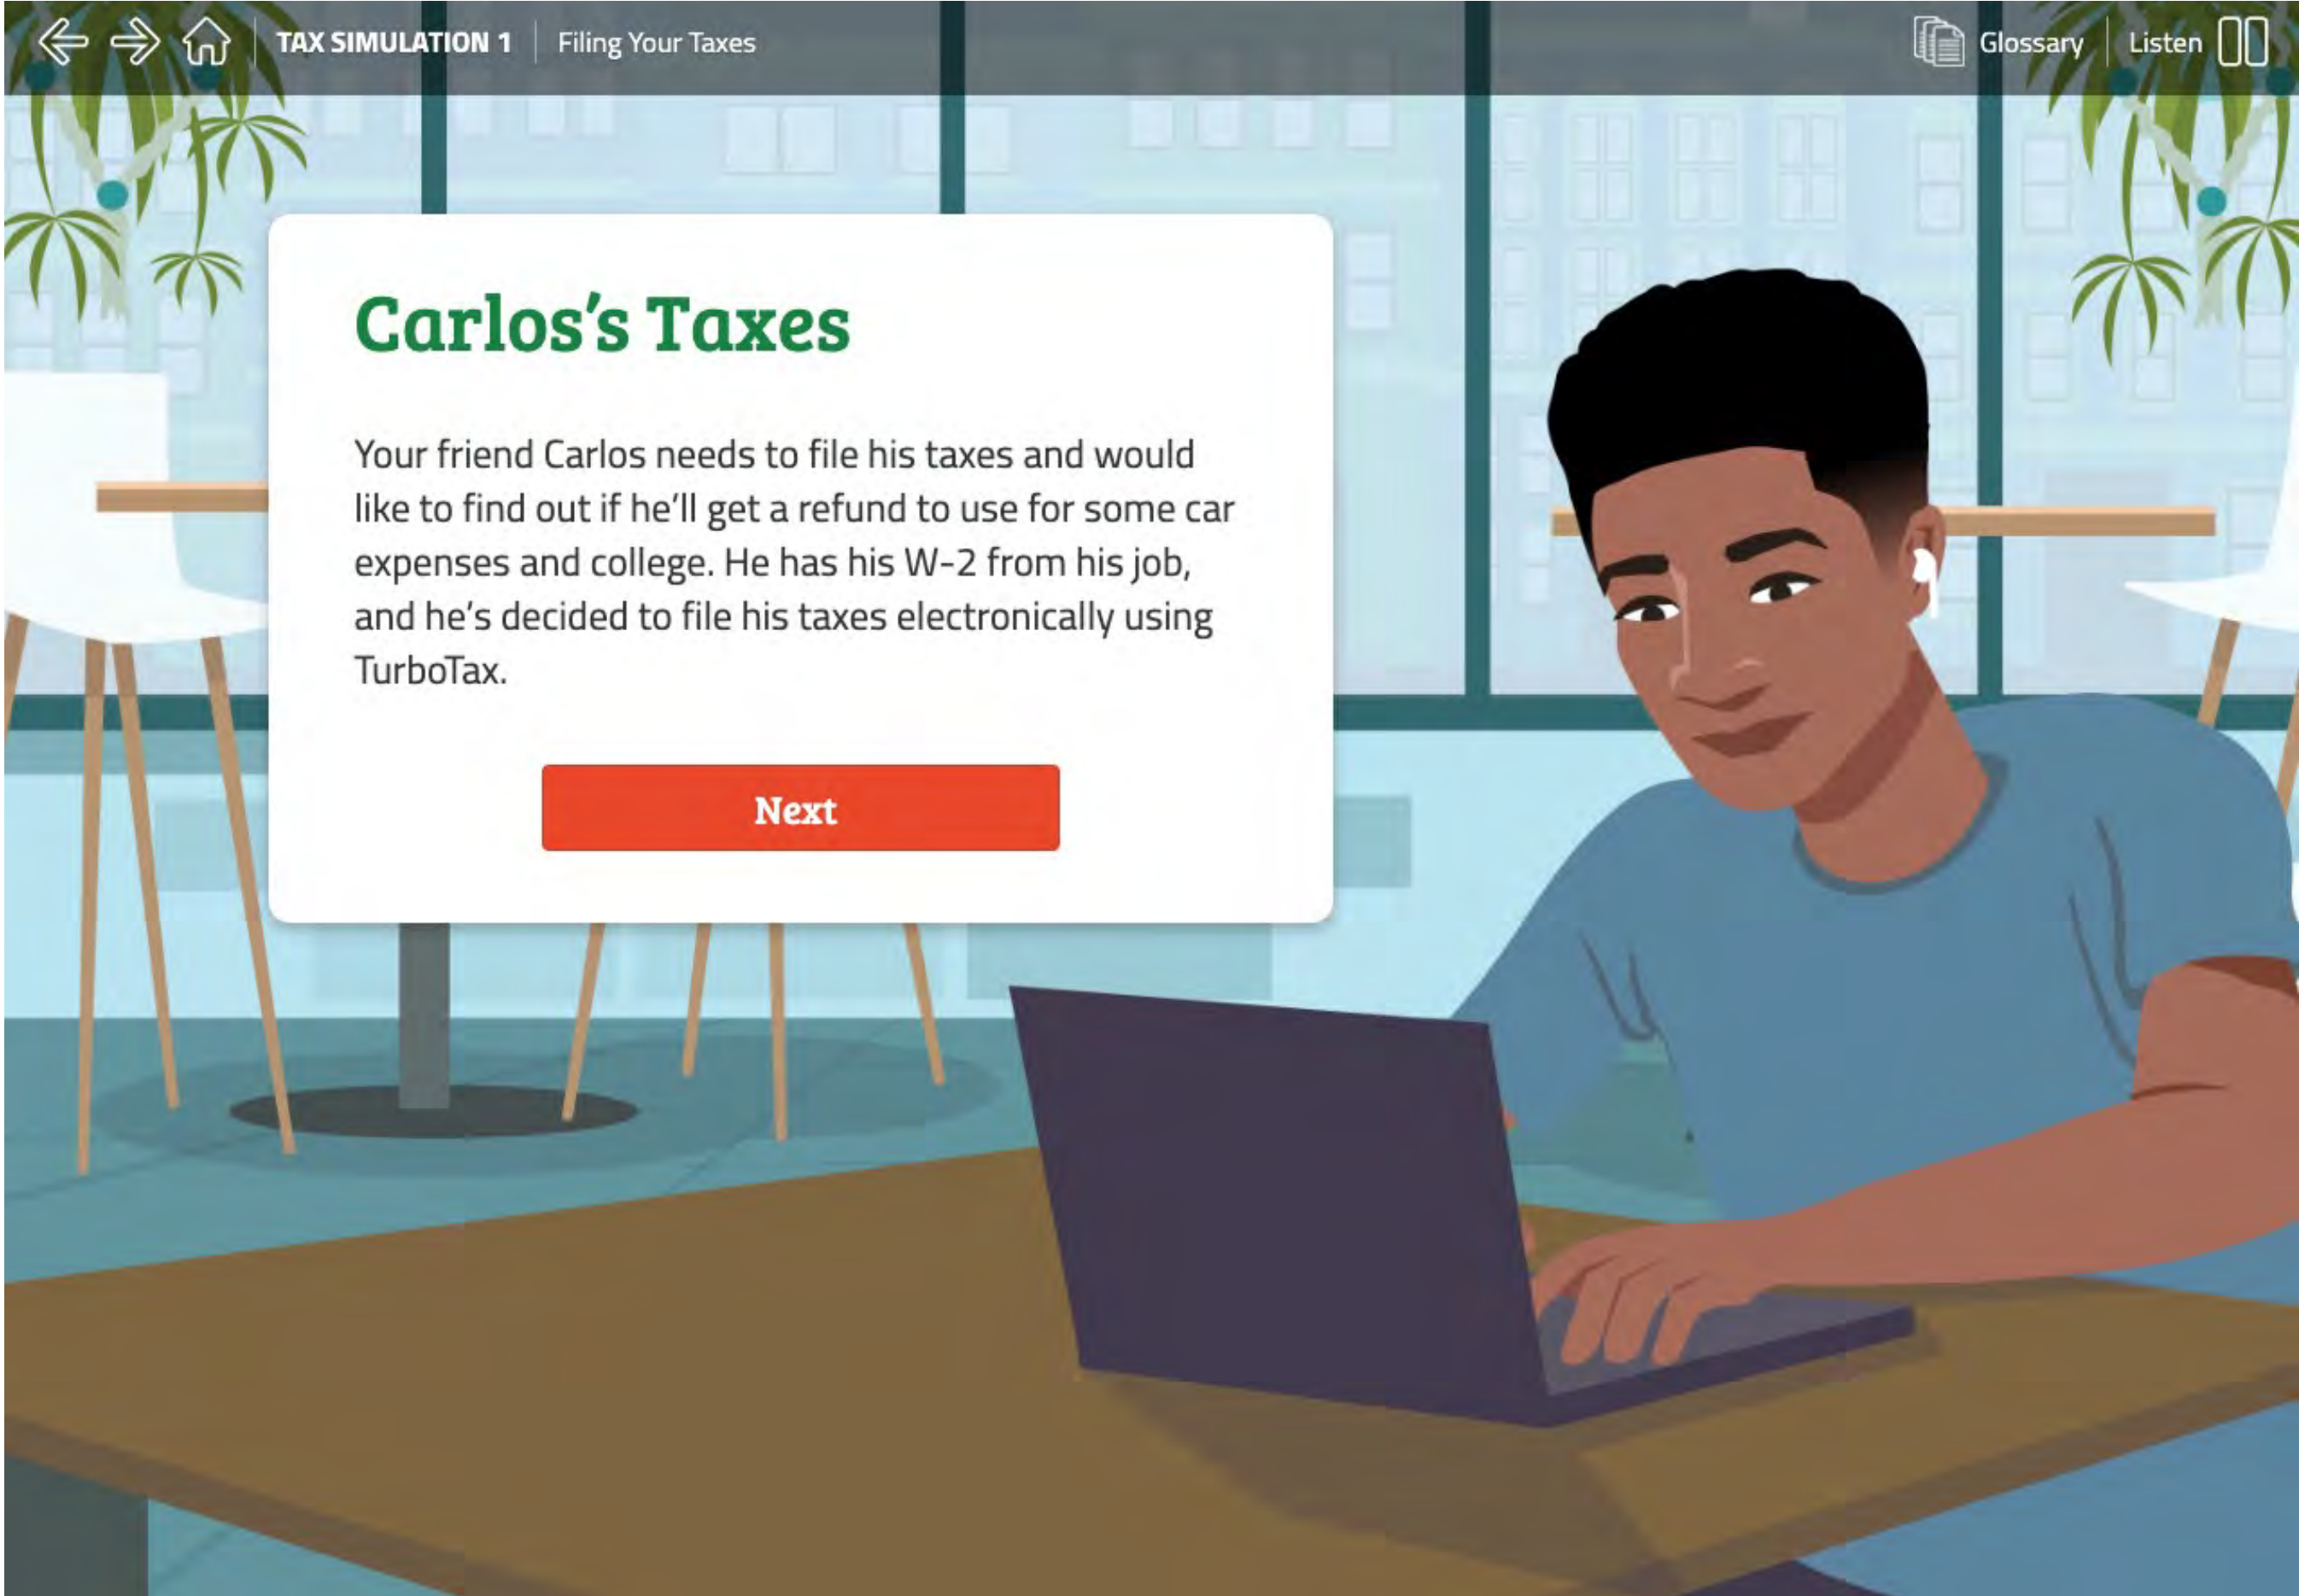 TAX SIMULATION 1 Filing Your Taxes Glossary Listen
Carlos's Taxes
Your friend Carlos needs to file his taxes and would
like to find out if he'll get a refund to use for some car
expenses and college. He has his W-2 from his job,
and he's decided to file his taxes electronically using
TurboTax.
Next